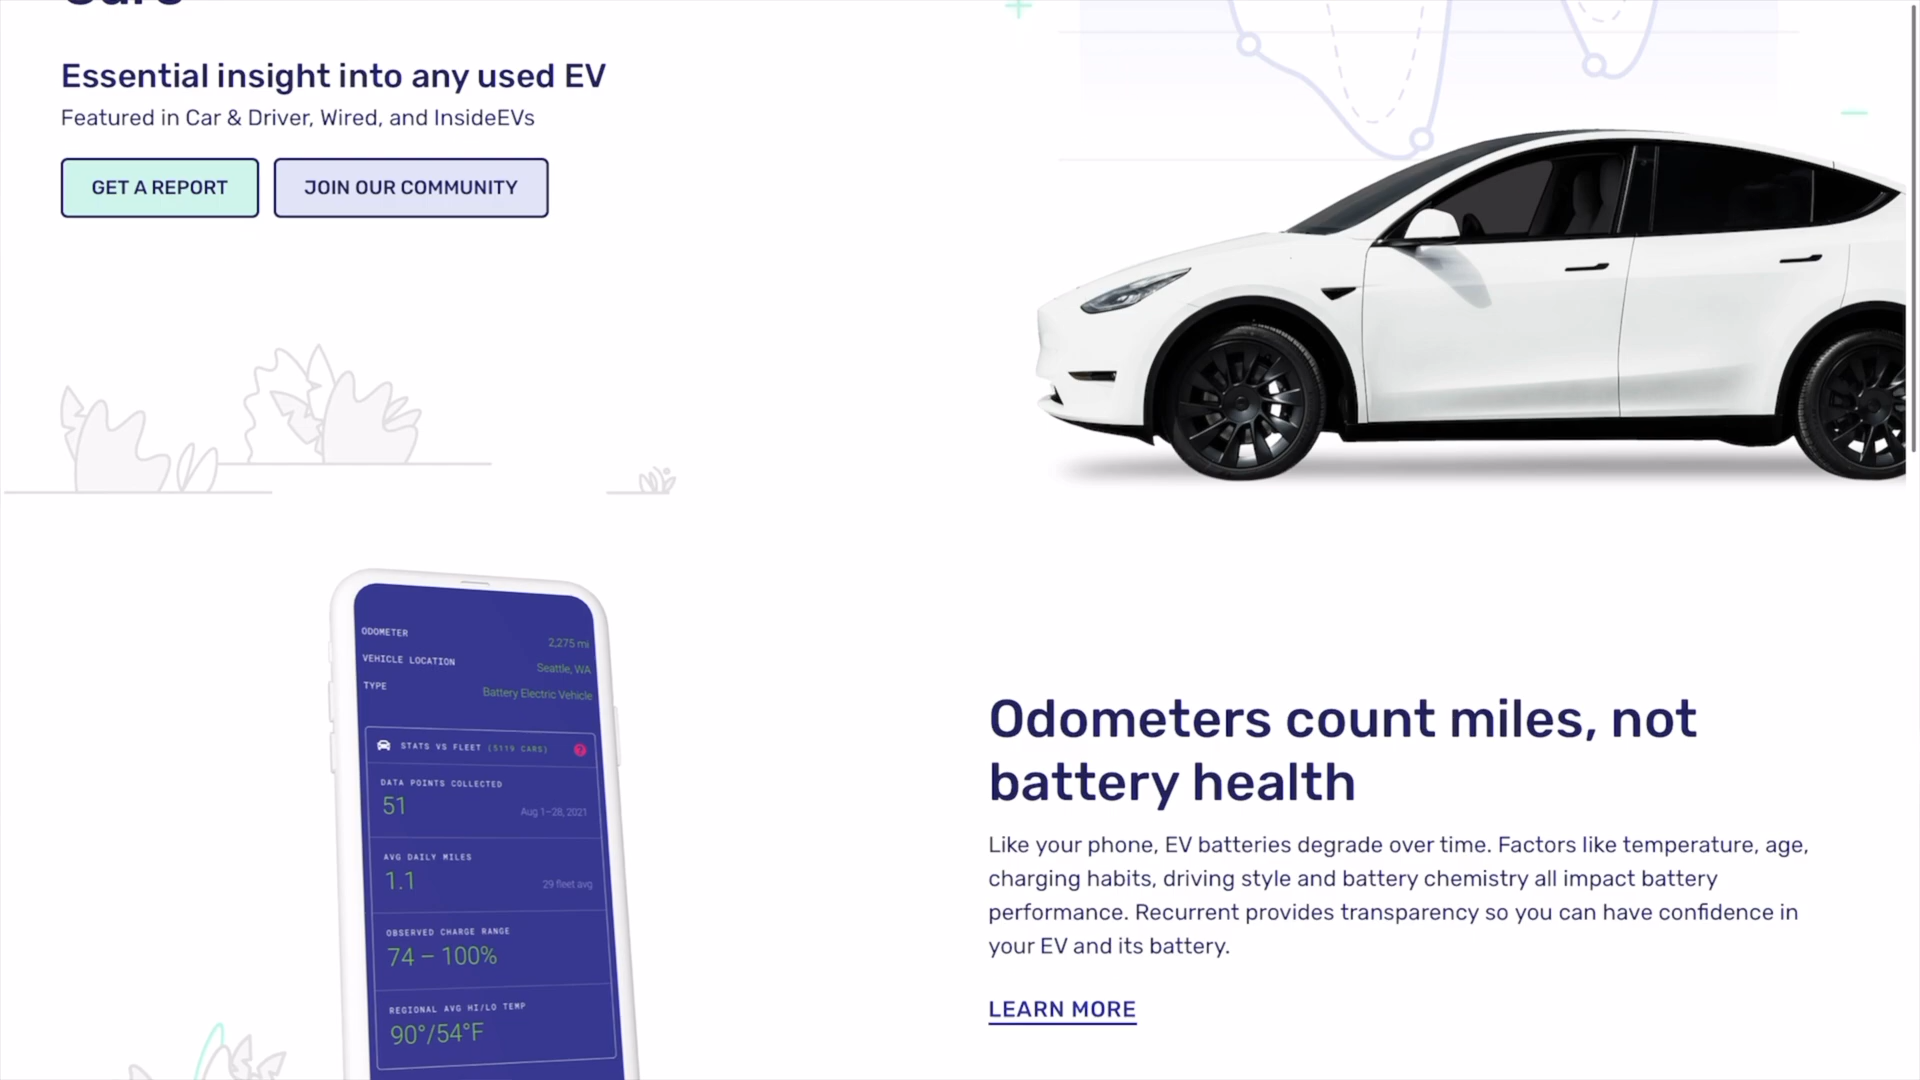 Essential insight into any used EV
Featured in Car & Driver, Wired, and InsideEVs
GET A REPORT
JOIN OUR COMMUNITY
ODOMETER
2,275 mi
VEHICLE LOCATION
Seattle, WA
TYPE
Battery Electric Vehicle
STATS VS FLEET (5119 CARS)
?
DATA POINTS COLLECTED
51
Aug 1–28, 2021
AVG DAILY MILES
1.1
29 fleet avg
OBSERVED CHARGE RANGE
74 – 100%
REGIONAL AVG HI/LO TEMP
90°/54°F
Odometers count miles, not
battery health
Like your phone, EV batteries degrade over time. Factors like temperature, age,
charging habits, driving style and battery chemistry all impact battery
performance. Recurrent provides transparency so you can have confidence in
your EV and its battery.
LEARN MORE